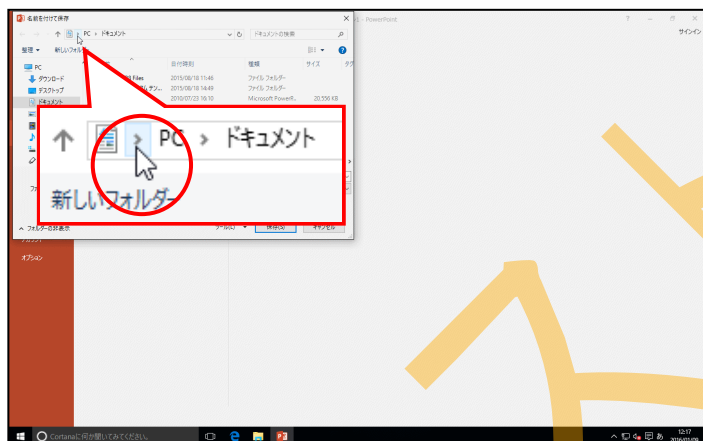 名前を付けて保存
- PowerPoint
サインイン
PC › ドキュメント
ドキュメントの検索
整理 新しいフォル
PC
ダウンロード
デスクトップ
ドキュメント
日付時刻 種類 サイズ タグ
Files 2015/08/18 11:46 ファイル フォルダー
2015/08/18 14:49 ファイル フォルダー
2010/07/23 16:10 Microsoft PowerP... 20,556 KB
PC › ドキュメント
新しいフォルダー
フォルダーの非表示
保存(S) キャンセル
オプション
Cortanaに何か聞いてみてください。
あ
12:17
2016/01/09